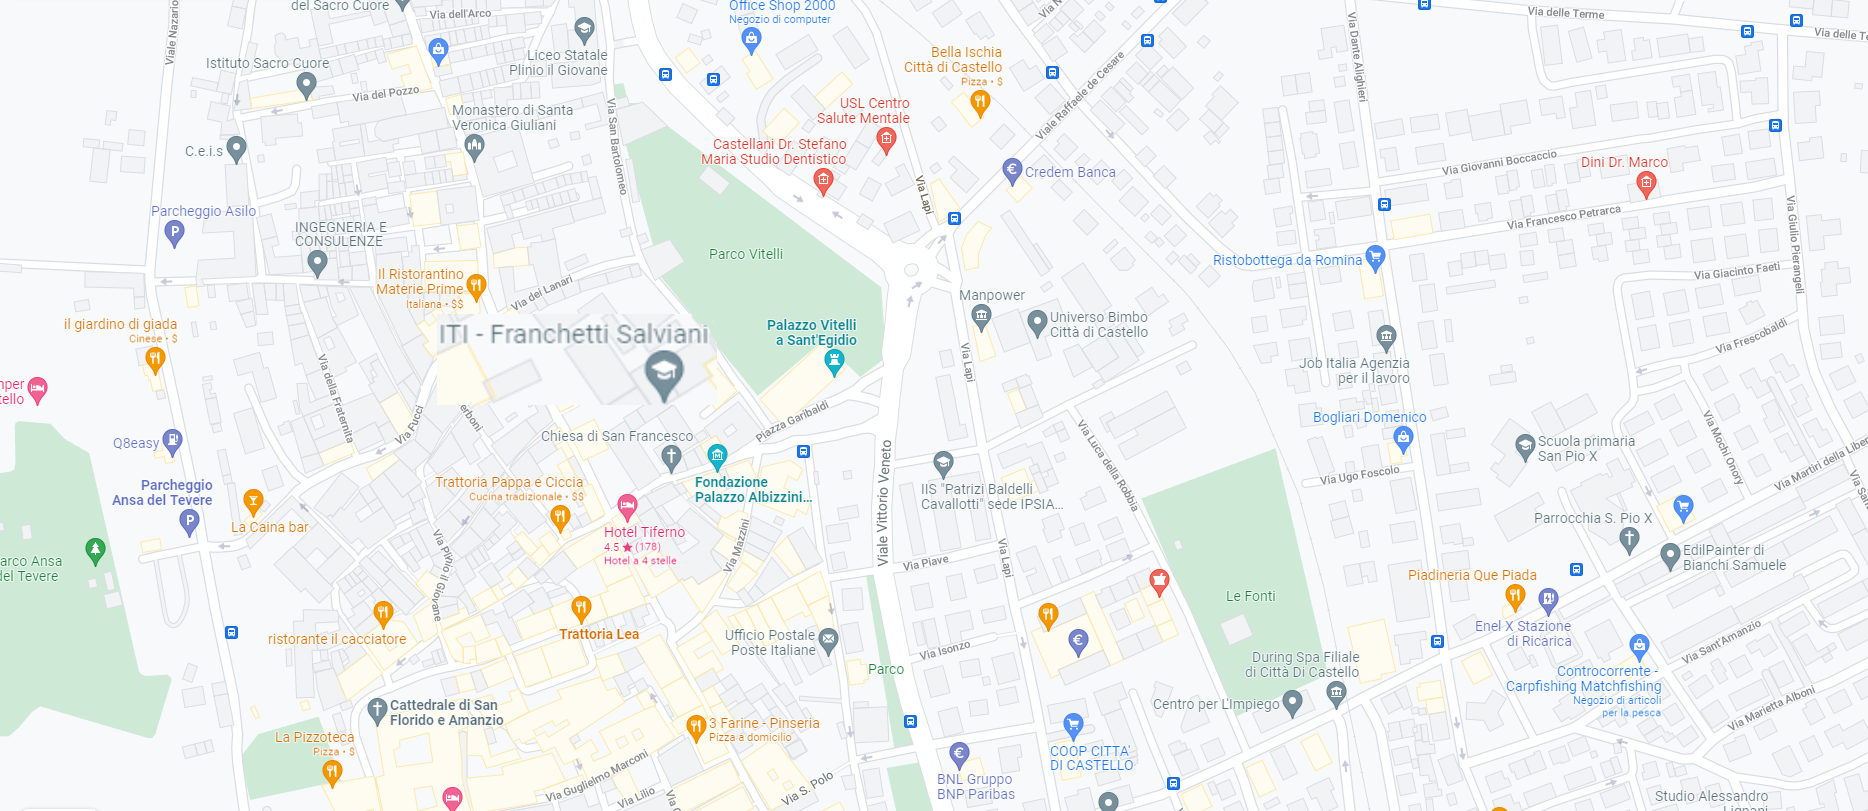 del Sacro Cuore
Via dell'Arco
Viale Nazario
Office Shop 2000
Negozio di computer
Via delle Terme
Via delle Te
Liceo Statale
Plinio il Giovane
Istituto Sacro Cuore
Via del Pozzo
Bella Ischia
Città di Castello
Pizza • $
Via Dante Alighieri
Viale Raffaele de Cesare
Monastero di Santa
Veronica Giuliani
Via San Bartolomeo
USL Centro
Salute Mentale
Castellani Dr. Stefano
Maria Studio Dentistico
C.e.i.s
Credem Banca
Via Lapi
Via Giovanni Boccaccio
Dini Dr. Marco
Via Francesco Petrarca
Via Giulio Pierangeli
Parcheggio Asilo
INGEGNERIA E
CONSULENZE
Parco Vitelli
Ristobottega da Romina
Via Giacinto Faeti
Il Ristorantino
Materie Prime
Italiana • $$
Via dei Lanari
Manpower
Universo Bimbo
Città di Castello
il giardino di giada
Cinese • $
ITI - Franchetti Salviani
Palazzo Vitelli
a Sant'Egidio
Via Lapi
Via Frescobaldi
Job Italia Agenzia
per il lavoro
mper
tello
Via della Fraternita
Via Fucci
erboni
Piazza Garibaldi
Bogliari Domenico
Via Mochi Onory
Q8easy
Chiesa di San Francesco
Via Luca della Robbia
Scuola primaria
San Pio X
Via Martiri della Liber
Via Ugo Foscolo
Parcheggio
Ansa del Tevere
Trattoria Pappa e Ciccia
Cucina tradizionale • $$
Fondazione
Palazzo Albizzini...
Viale Vittorio Veneto
IIS "Patrizi Baldelli
Cavallotti" sede IPSIA...
La Caina bar
Hotel Tiferno
4.5 ★ (178)
Hotel a 4 stelle
Via Mazzini
Via Plinio il Giovane
Parrocchia S. Pio X
Via San
EdilPainter di
Bianchi Samuele
arco Ansa
del Tevere
Via Piave
Via Lapi
Piadineria Que Piada
Le Fonti
Enel X Stazione
di Ricarica
Via Sant'Amanzio
ristorante il cacciatore
Trattoria Lea
Ufficio Postale
Poste Italiane
Via Isonzo
Parco
During Spa Filiale
di Città Di Castello
Controcorrente -
Carpfishing Matchfishing
Negozio di articoli
per la pesca
Via Marietta Alboni
Cattedrale di San
Florido e Amanzio
Centro per L'Impiego
La Pizzoteca
Pizza • $
3 Farine - Pinseria
Pizza a domicilio
COOP CITTA'
DI CASTELLO
Via Guglielmo Marconi
Via Lilio
Via S. Polo
BNL Gruppo
BNP Paribas
Studio Alessandro